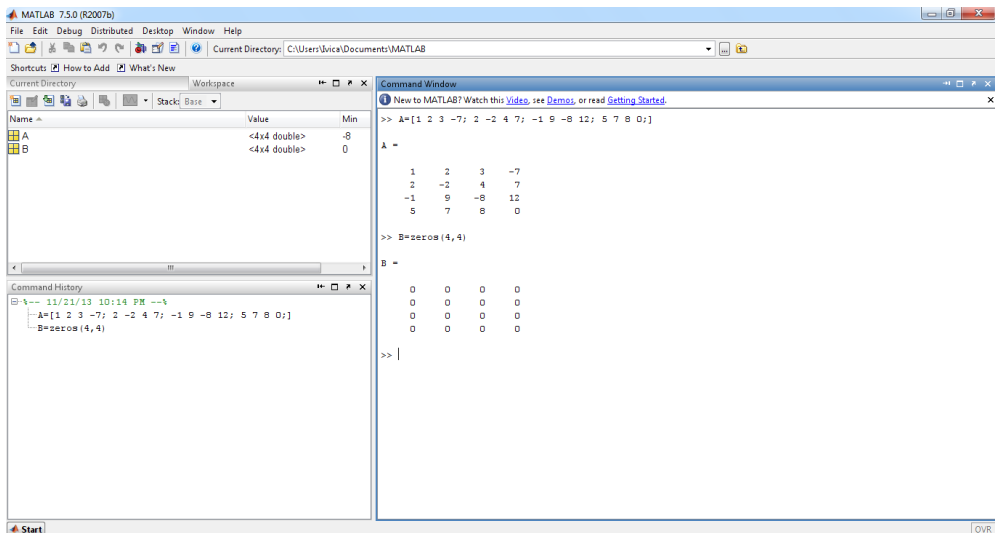 MATLAB 7.5.0 (R2007b)
File Edit Debug Distributed Desktop Window Help
Current Directory: C:\Users\Ivica\Documents\MATLAB
Shortcuts How to Add What's New
Current Directory Workspace
Stack: Base
Name Value Min
A <4x4 double> -8
B <4x4 double> 0
Command History
%-- 11/21/13 10:14 PM --%
A=[1 2 3 -7; 2 -2 4 7; -1 9 -8 12; 5 7 8 0;]
B=zeros(4,4)
Command Window
New to MATLAB? Watch this Video, see Demos, or read Getting Started.
>> A=[1 2 3 -7; 2 -2 4 7; -1 9 -8 12; 5 7 8 0;]
A =
1 2 3 -7
2 -2 4 7
-1 9 -8 12
5 7 8 0
>> B=zeros(4,4)
B =
0 0 0 0
0 0 0 0
0 0 0 0
0 0 0 0
>>
Start
OVR